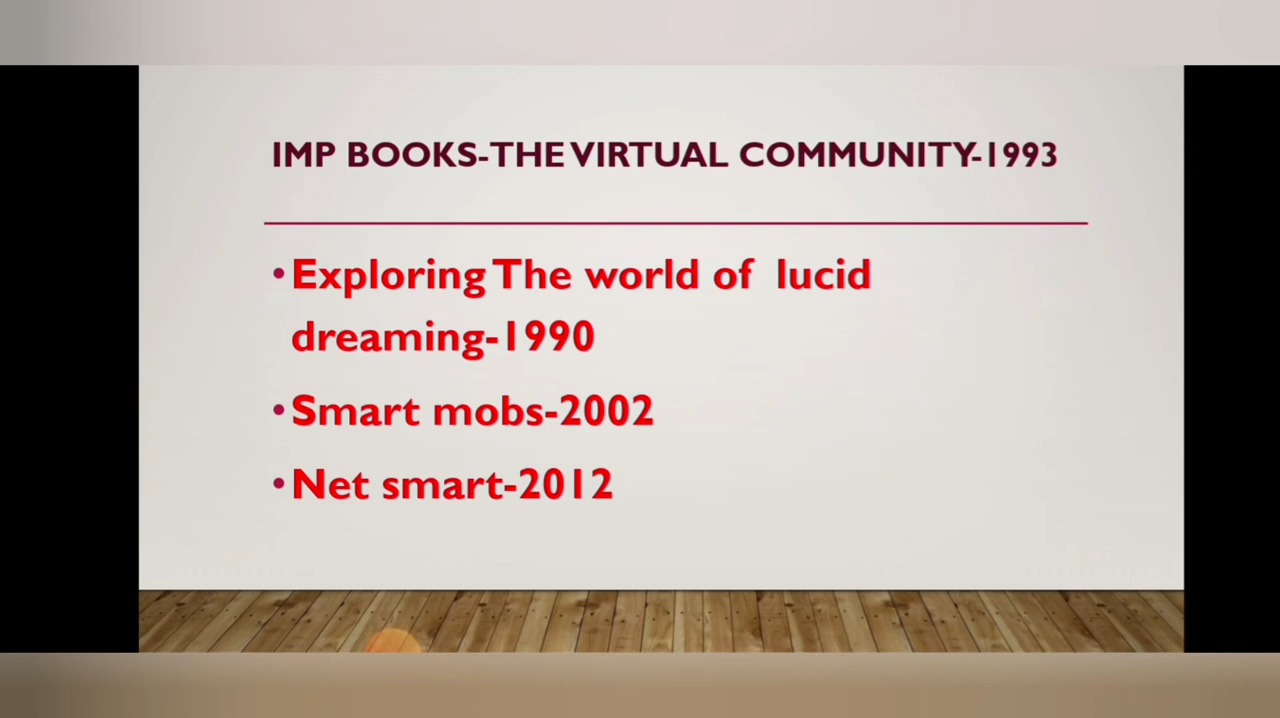 IMP BOOKS-THE VIRTUAL COMMUNITY-1993
•Exploring The world of lucid
dreaming-1990
•Smart mobs-2002
•Net smart-2012